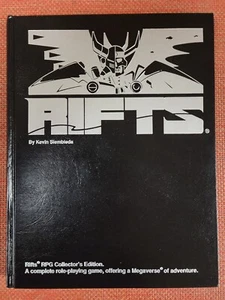 RIFTS®
By Kevin Siembieda
Rifts® RPG Collector's Edition.
A complete role-playing game, offering a Megaverse® of adventure.